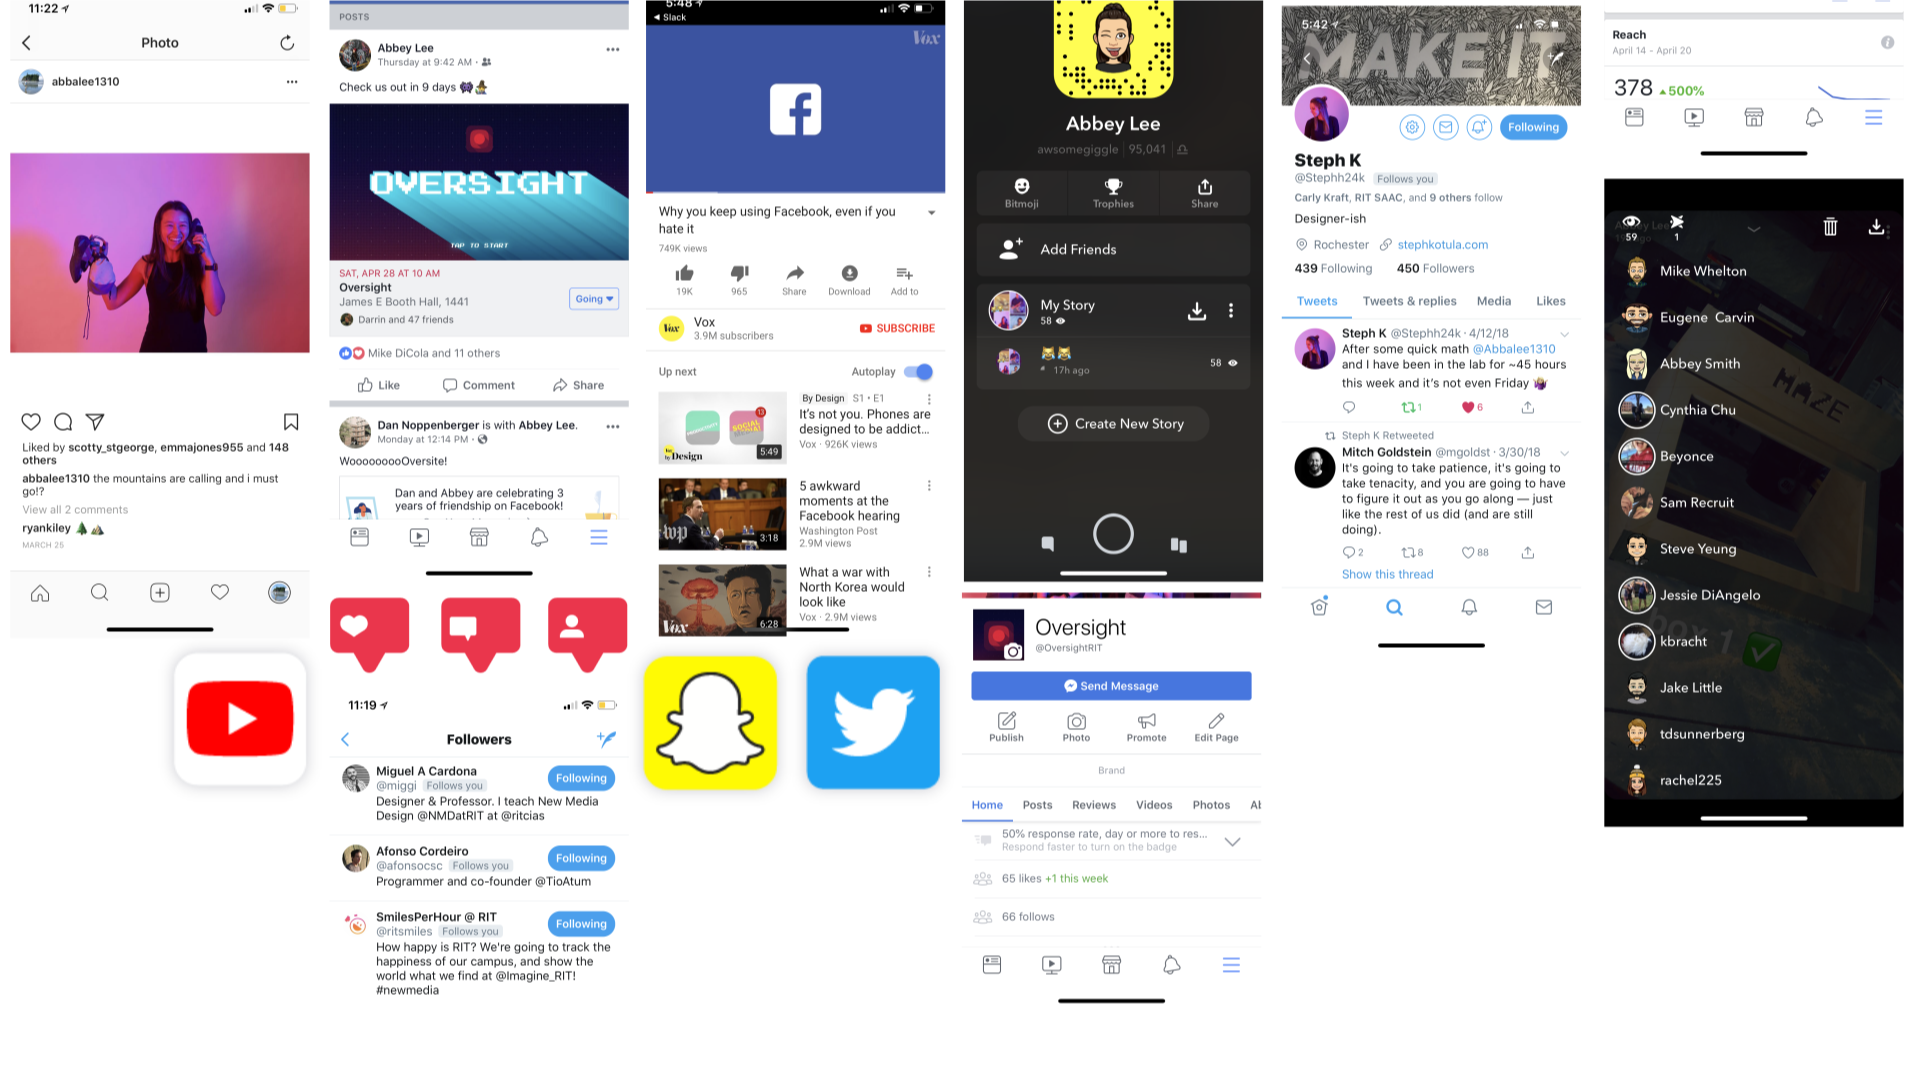 11:22
Photo
abbalee1310
Liked by scotty_stgeorge, emmajones955 and 148
others
abbalee1310 the mountains are calling and i must
go!?
View all 2 comments
ryankiley
MARCH 25
POSTS
Abbey Lee
Thursday at 9:42 AM ·
Check us out in 9 days
OVERSIGHT
TAP TO START
SAT, APR 28 AT 10 AM
Oversight
James E Booth Hall, 1441
Darrin and 47 friends
Going
Mike DiCola and 11 others
Like
Comment
Share
Dan Noppenberger is with Abbey Lee.
Monday at 12:14 PM ·
WooooooooOversite!
Dan and Abbey are celebrating 3
years of friendship on Facebook!
11:19
Followers
Miguel A Cardona
@miggi Follows you
Following
Designer & Professor. I teach New Media
Design @NMDatRIT at @ritcias
Afonso Cordeiro
@afonsocsc Follows you
Following
Programmer and co-founder @TioAtum
SmilesPerHour @ RIT
@ritsmiles Follows you
Following
How happy is RIT? We're going to track the
happiness of our campus, and show the
world what we find at @Imagine_RIT!
#newmedia
5:48
Slack
Vox
Why you keep using Facebook, even if you
hate it
749K views
19K
965
Share
Download
Add to
Vox
Vox
3.9M subscribers
SUBSCRIBE
Up next
Autoplay
PRODUCTIVITY
SOCIAL
13
by Design
5:49
By Design S1 · E1
It's not you. Phones are
designed to be addict...
Vox · 926K views
wp
3:18
5 awkward
moments at the
Facebook hearing
Washington Post
2.9M views
Vox
6:28
What a war with
North Korea would
look like
Vox · 2.9M views
Abbey Lee
awsomegiggle 95,041
Bitmoji
Trophies
Share
Add Friends
My Story
58
17h ago
58
Create New Story
Oversight
@OversightRIT
Send Message
Publish
Photo
Promote
Edit Page
Brand
Home
Posts
Reviews
Videos
Photos
50% response rate, day or more to res...
Respond faster to turn on the badge
65 likes +1 this week
66 follows
5:42
MAKE IT
Following
Steph K
@Stephh24k Follows you
Carly Kraft, RIT SAAC, and 9 others follow
Designer-ish
Rochester stephkotula.com
439 Following 450 Followers
Tweets
Tweets & replies
Media
Likes
Steph K @Stephh24k · 4/12/18
After some quick math @Abbalee1310
and I have been in the lab for ~45 hours
this week and it's not even Friday
1
6
Steph K Retweeted
Mitch Goldstein @mgoldst · 3/30/18
It's going to take patience, it's going to
take tenacity, and you are going to have
to figure it out as you go along — just
like the rest of us did (and are still
doing).
2
8
88
Show this thread
Reach
April 14 - April 20
378 500%
59
1
Mike Whelton
Eugene Carvin
Abbey Smith
MAZE
Cynthia Chu
Beyonce
Sam Recruit
Steve Yeung
Jessie DiAngelo
kbracht
Jake Little
tdsunnerberg
rachel225